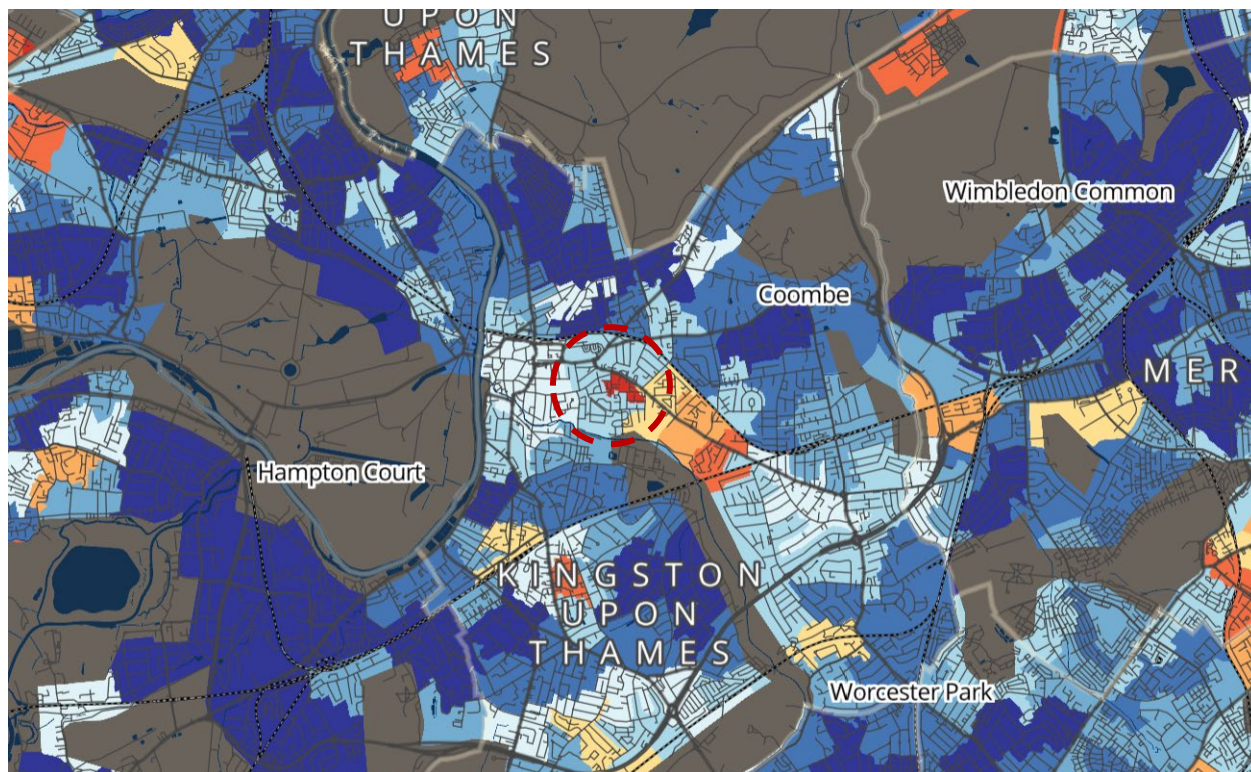 UPON
THAMES
Wimbledon Common
Coombe
MER
Hampton Court
KINGSTON
UPON
THAMES
Worcester Park